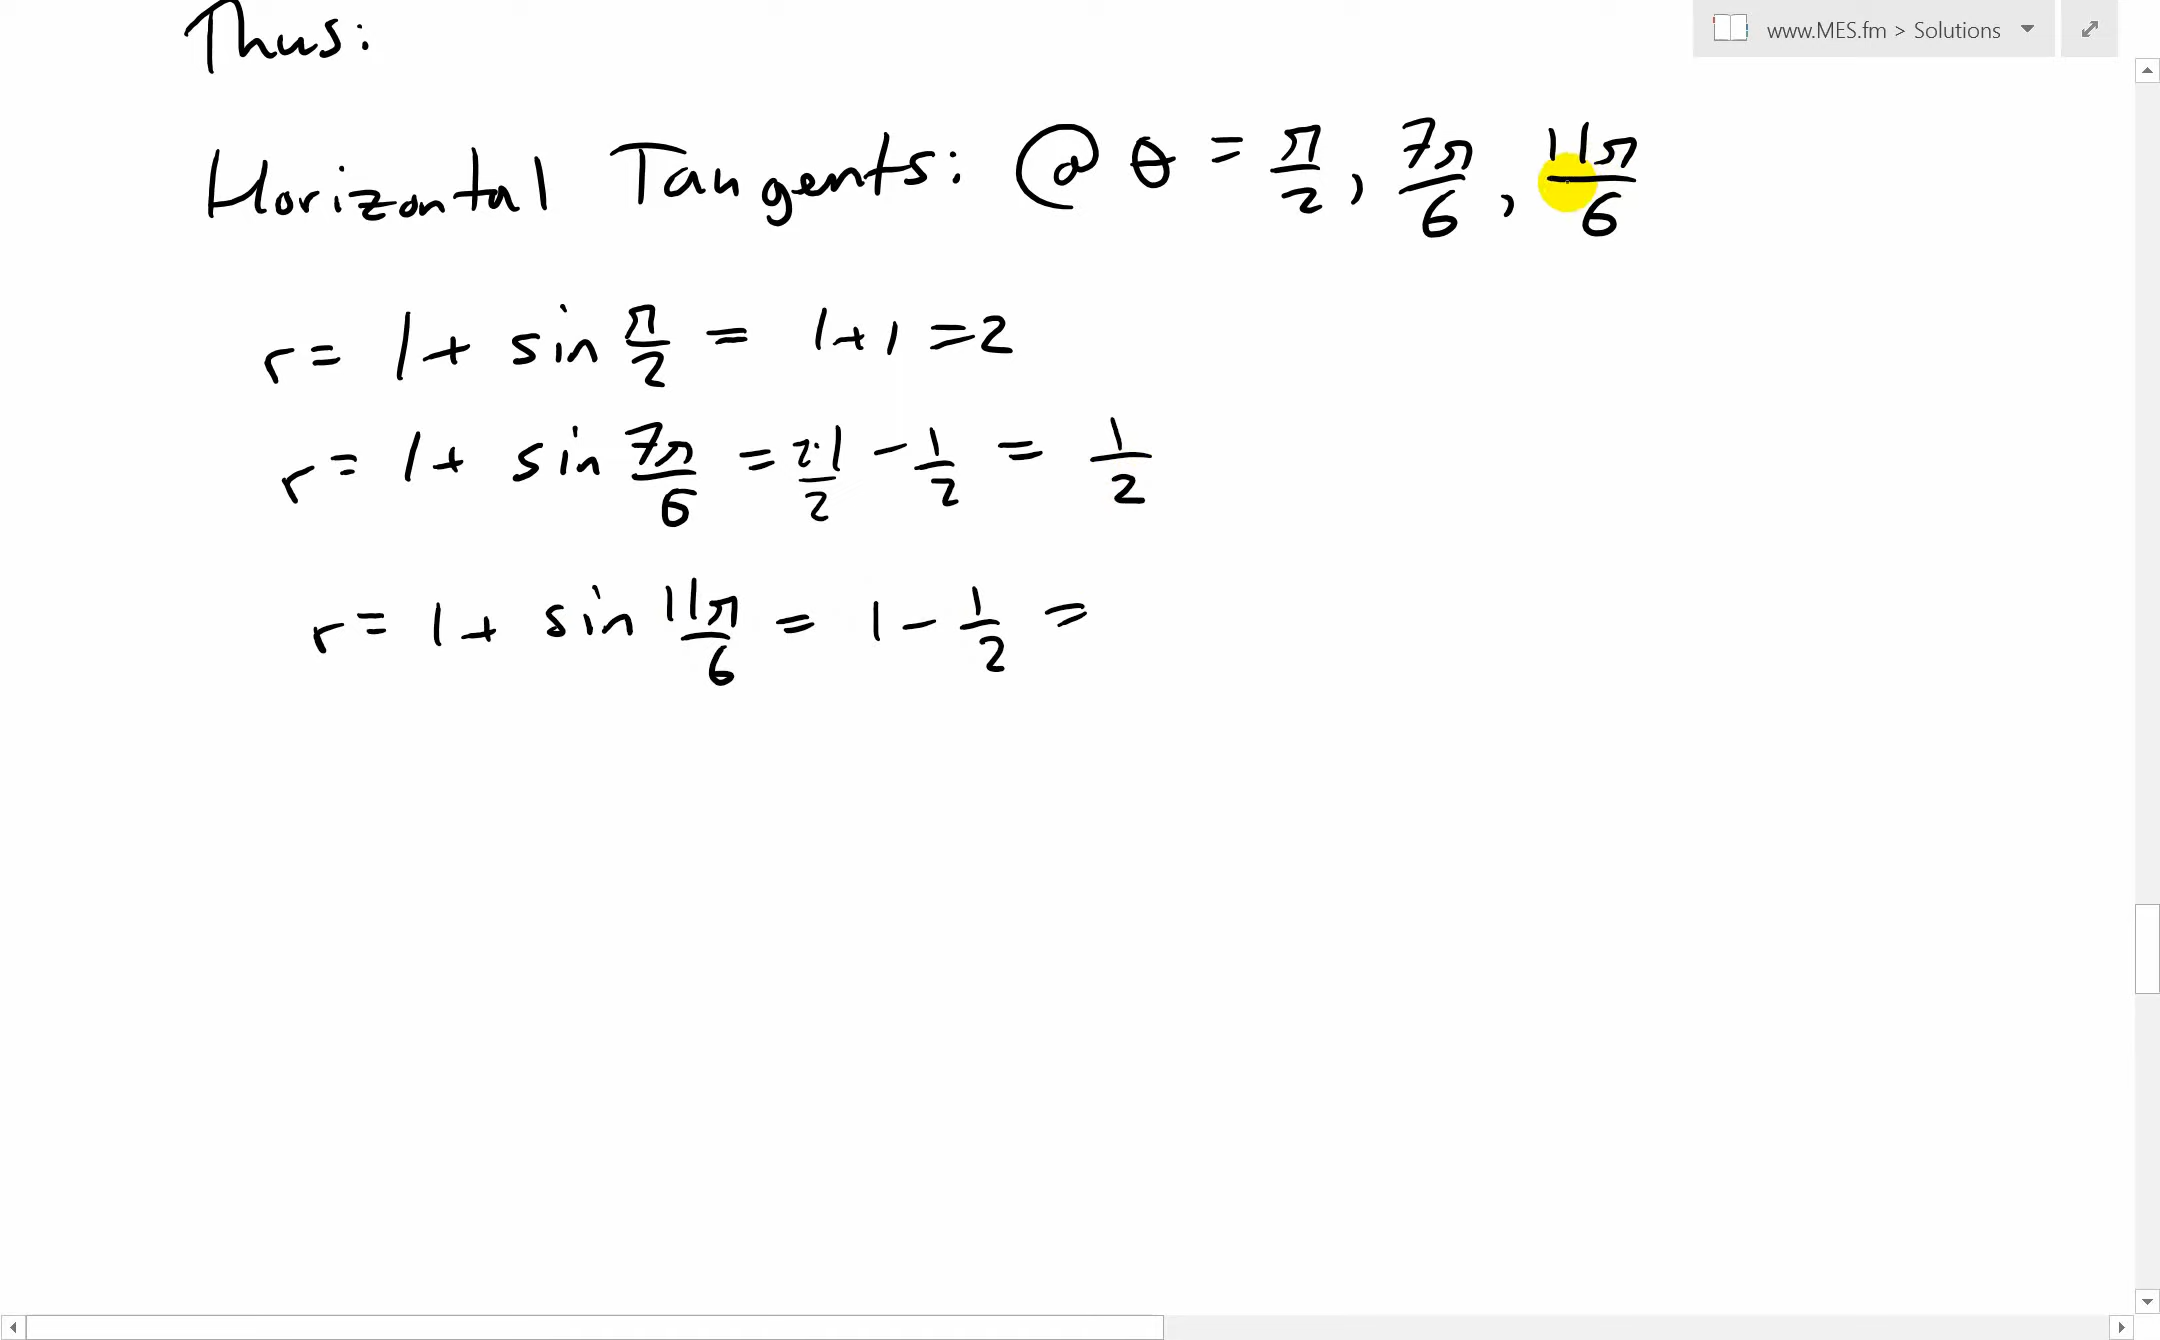 Thus:
www.MES.fm > Solutions
Horizontal Tangents: @ θ = π/2, 7π/6, 11π/6
r = 1 + sin π/2 = 1 + 1 = 2
r = 1 + sin 7π/6 = 2·1/2 - 1/2 = 1/2
r = 1 + sin 11π/6 = 1 - 1/2 =